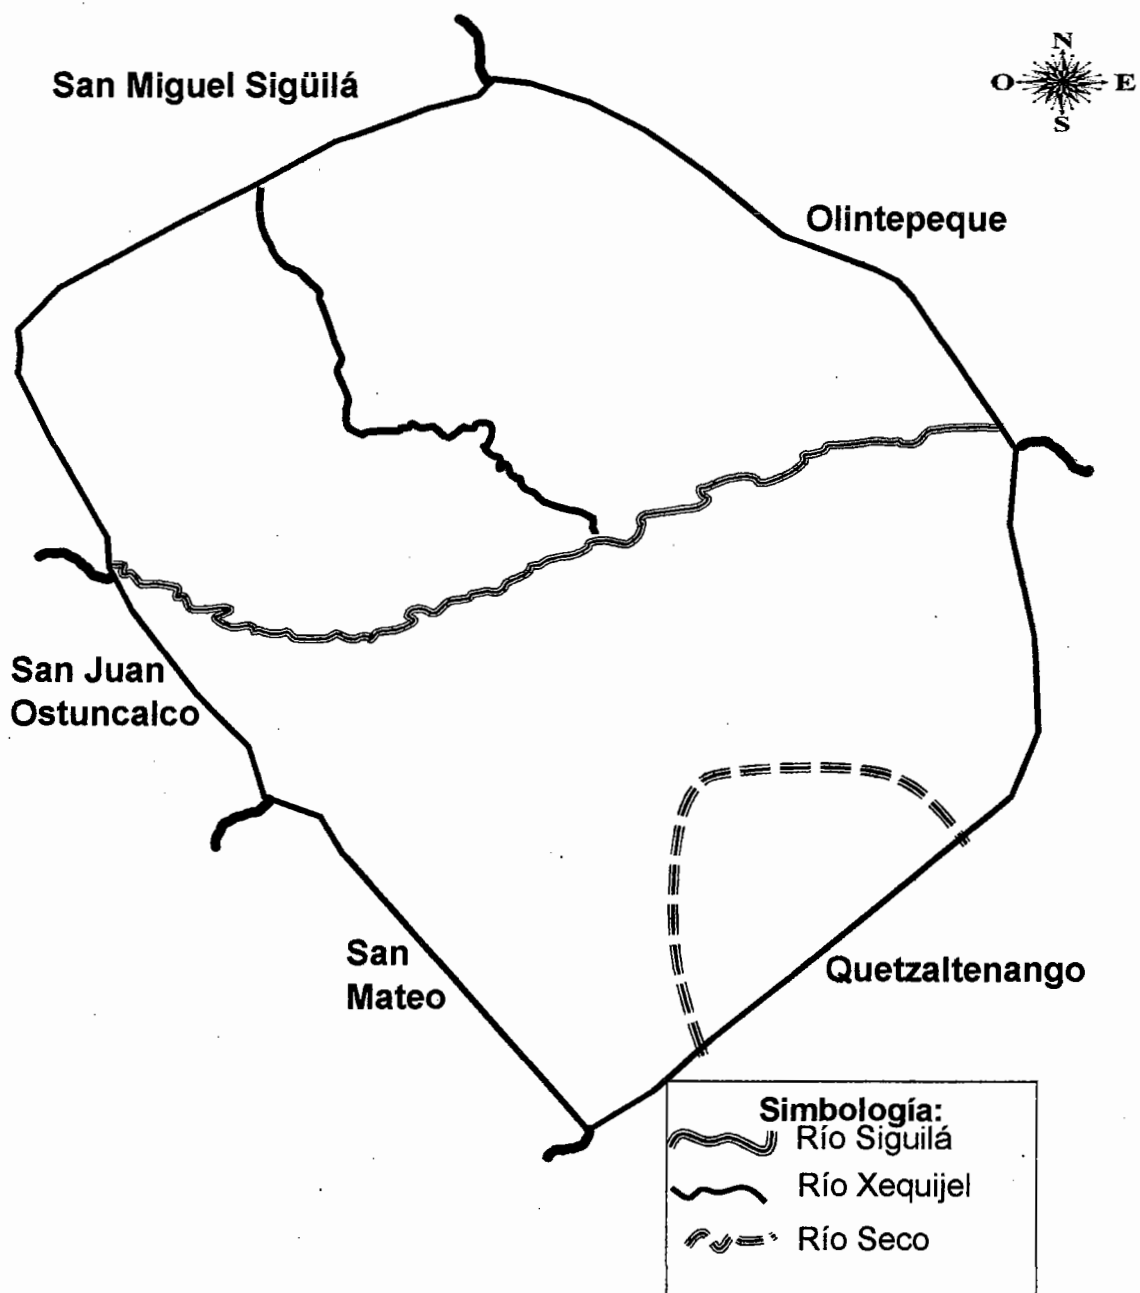 N
San Miguel Sigüilá
O E
S
Olintepeque
San Juan
Ostuncalco
San
Mateo
Quetzaltenango
Simbología:
Río Siguilá
Río Xequijel
Río Seco